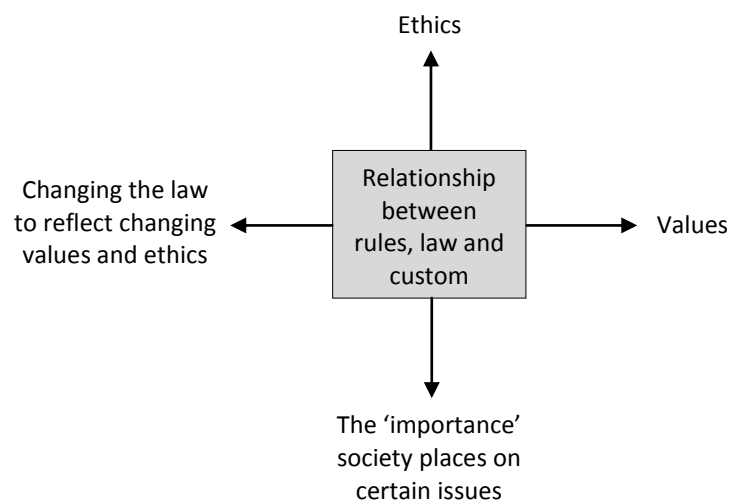 Ethics
Changing the law
to reflect changing
values and ethics
Relationship
between
rules, law and
custom
Values
The ‘importance’
society places on
certain issues